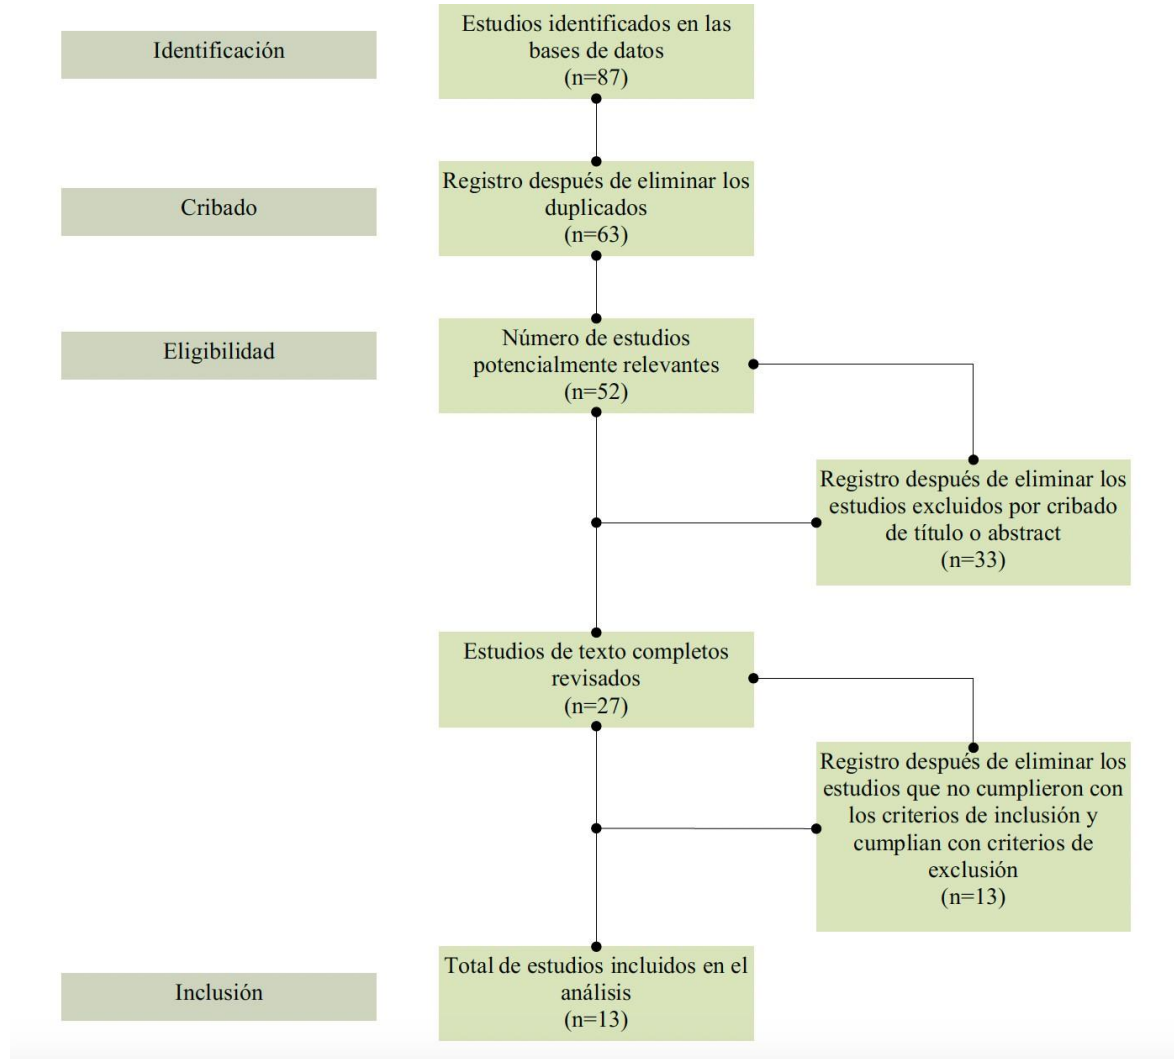 Identificación
Estudios identificados en las
bases de datos
(n=87)
Cribado
Registro después de eliminar los
duplicados
(n=63)
Eligibilidad
Número de estudios
potencialmente relevantes
(n=52)
Registro después de eliminar los
estudios excluidos por cribado
de título o abstract
(n=33)
Estudios de texto completos
revisados
(n=27)
Registro después de eliminar los
estudios que no cumplieron con
los criterios de inclusión y
cumplian con criterios de
exclusión
(n=13)
Inclusión
Total de estudios incluidos en el
análisis
(n=13)